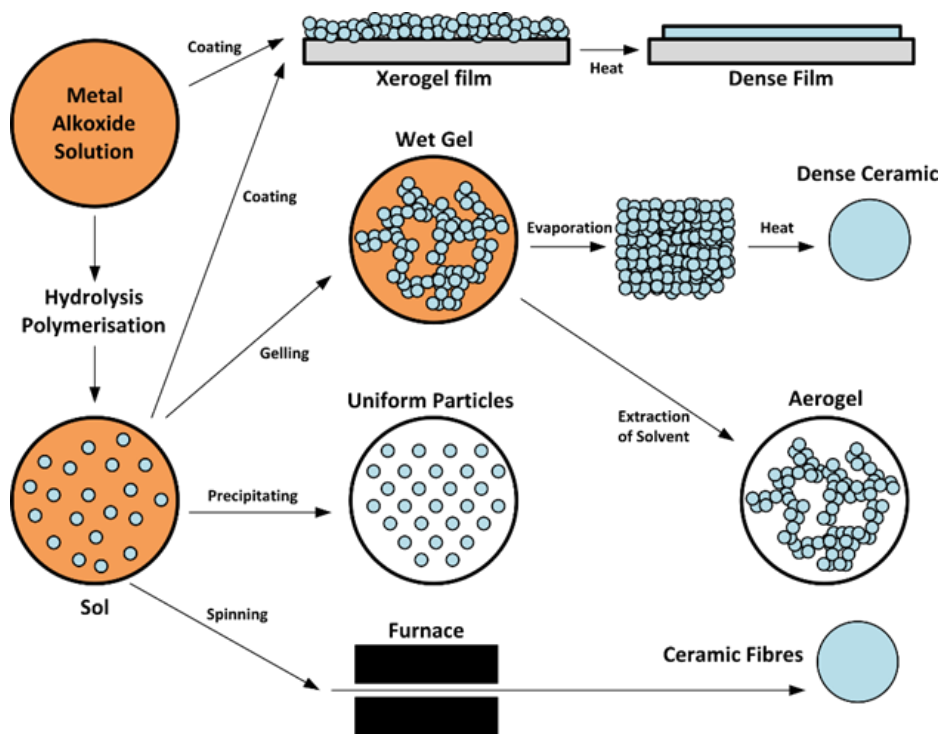 Coating
Xerogel film
Heat
Dense Film
Metal
Alkoxide
Solution
Coating
Wet Gel
Evaporation
Heat
Dense Ceramic
Hydrolysis
Polymerisation
Gelling
Uniform Particles
Extraction
of Solvent
Aerogel
Precipitating
Sol
Spinning
Furnace
Ceramic Fibres